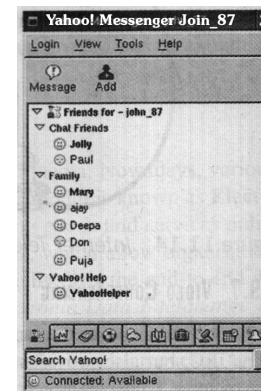 Yahoo! Messenger Join_87
Login View Tools Help
Message Add
Friends for - john_87
Chat Friends
Jolly
Paul
Family
Mary
ajay
Deepa
Don
Puja
Yahoo! Help
YahooHelper
Search Yahoo!
Connected: Available